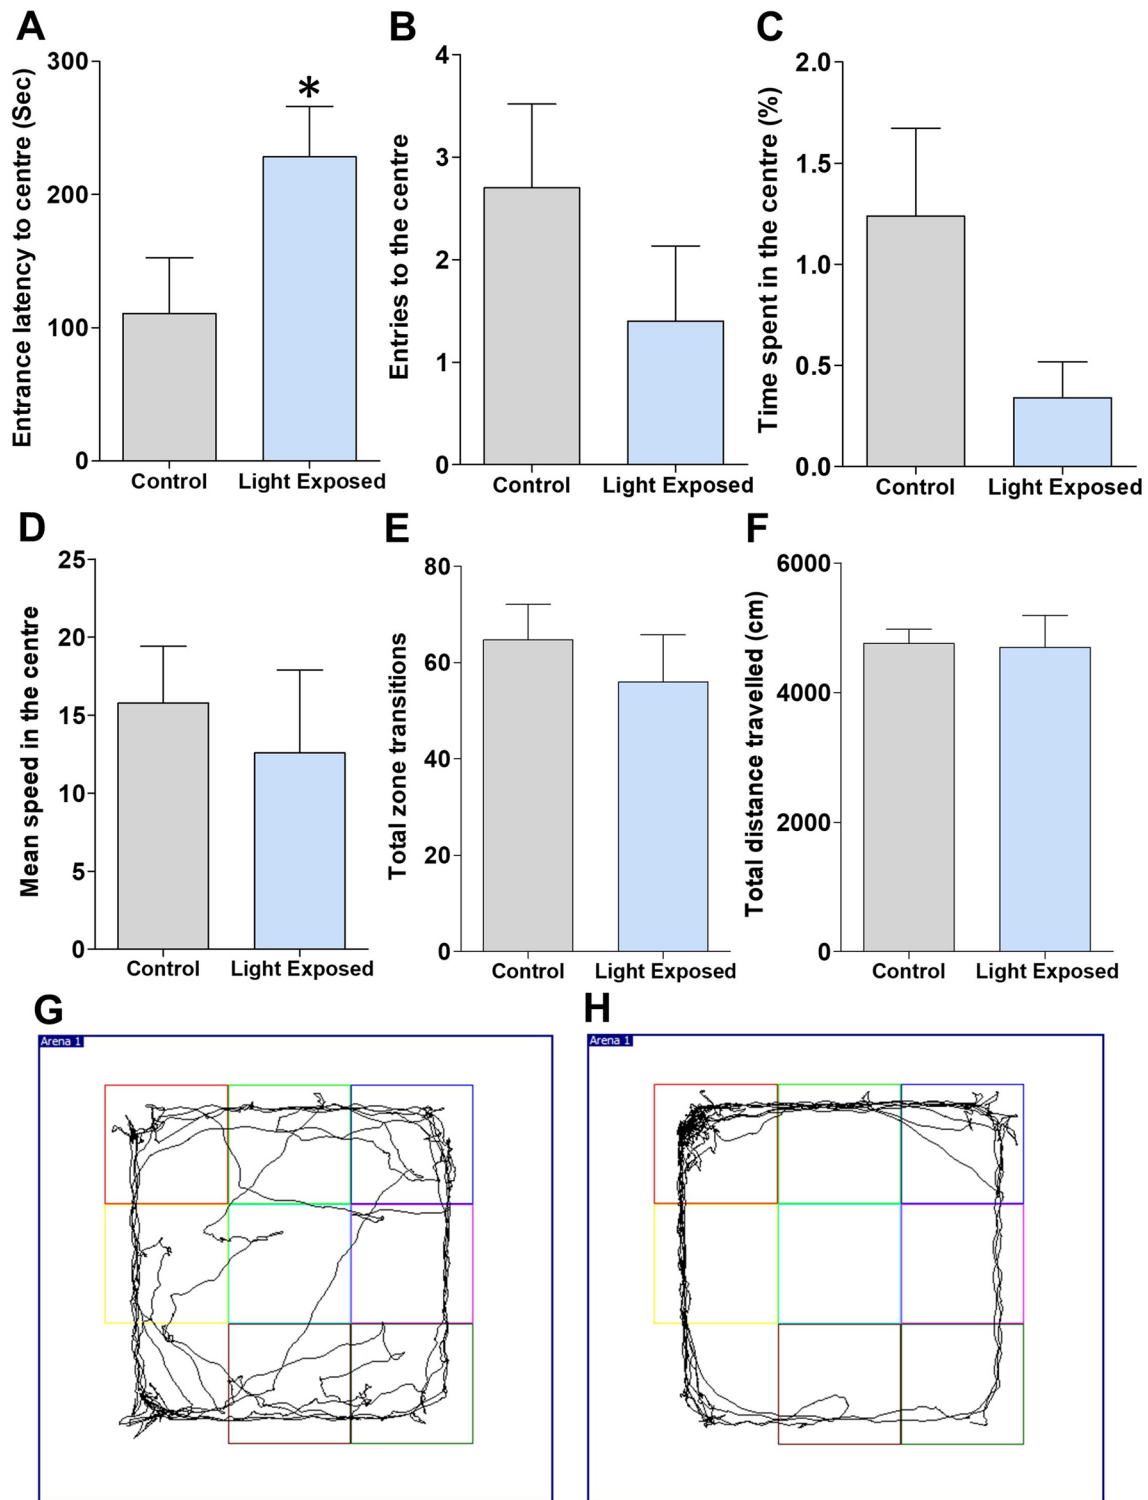 A
Entrance latency to centre (Sec)
300
200
100
0
*
Control
Light Exposed
B
Entries to the centre
4
3
2
1
0
Control
Light Exposed
C
Time spent in the centre (%)
2.0
1.5
1.0
0.5
0.0
Control
Light Exposed
D
Mean speed in the centre
25
20
15
10
5
0
Control
Light Exposed
E
Total zone transitions
80
60
40
20
0
Control
Light Exposed
F
Total distance travelled (cm)
6000
4000
2000
0
Control
Light Exposed
G
Arena 1
H
Arena 1